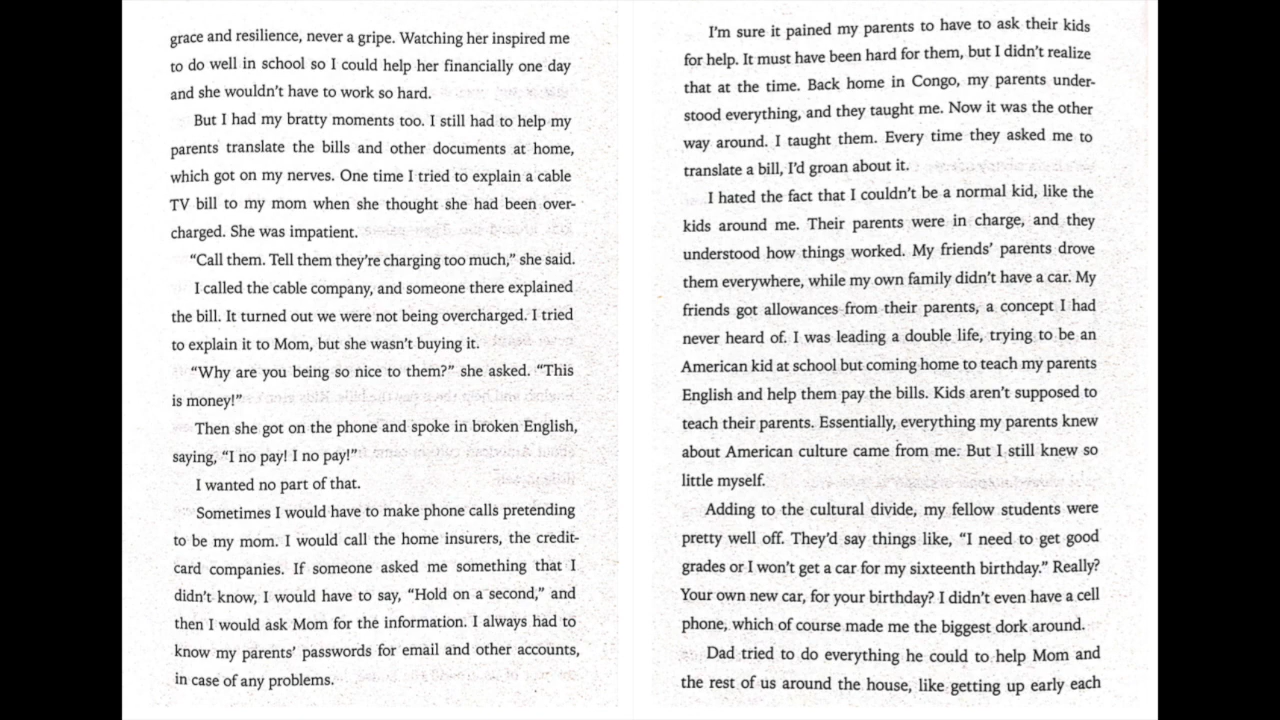 grace and resilience, never a gripe. Watching her inspired me
to do well in school so I could help her financially one day
and she wouldn't have to work so hard.
But I had my bratty moments too. I still had to help my
parents translate the bills and other documents at home,
which got on my nerves. One time I tried to explain a cable
TV bill to my mom when she thought she had been over-
charged. She was impatient.
"Call them. Tell them they're charging too much," she said.
I called the cable company, and someone there explained
the bill. It turned out we were not being overcharged. I tried
to explain it to Mom, but she wasn't buying it.
"Why are you being so nice to them?" she asked. "This
is money!"
Then she got on the phone and spoke in broken English,
saying, "I no pay! I no pay!"
I wanted no part of that.
Sometimes I would have to make phone calls pretending
to be my mom. I would call the home insurers, the credit-
card companies. If someone asked me something that I
didn't know, I would have to say, "Hold on a second," and
then I would ask Mom for the information. I always had to
know my parents' passwords for email and other accounts,
in case of any problems.
I'm sure it pained my parents to have to ask their kids
for help. It must have been hard for them, but I didn't realize
that at the time. Back home in Congo, my parents under-
stood everything, and they taught me. Now it was the other
way around. I taught them. Every time they asked me to
translate a bill, I'd groan about it.
I hated the fact that I couldn't be a normal kid, like the
kids around me. Their parents were in charge, and they
understood how things worked. My friends' parents drove
them everywhere, while my own family didn't have a car. My
friends got allowances from their parents, a concept I had
never heard of. I was leading a double life, trying to be an
American kid at school but coming home to teach my parents
English and help them pay the bills. Kids aren't supposed to
teach their parents. Essentially, everything my parents knew
about American culture came from me. But I still knew so
little myself.
Adding to the cultural divide, my fellow students were
pretty well off. They'd say things like, "I need to get good
grades or I won't get a car for my sixteenth birthday." Really?
Your own new car, for your birthday? I didn't even have a cell
phone, which of course made me the biggest dork around.
Dad tried to do everything he could to help Mom and
the rest of us around the house, like getting up early each